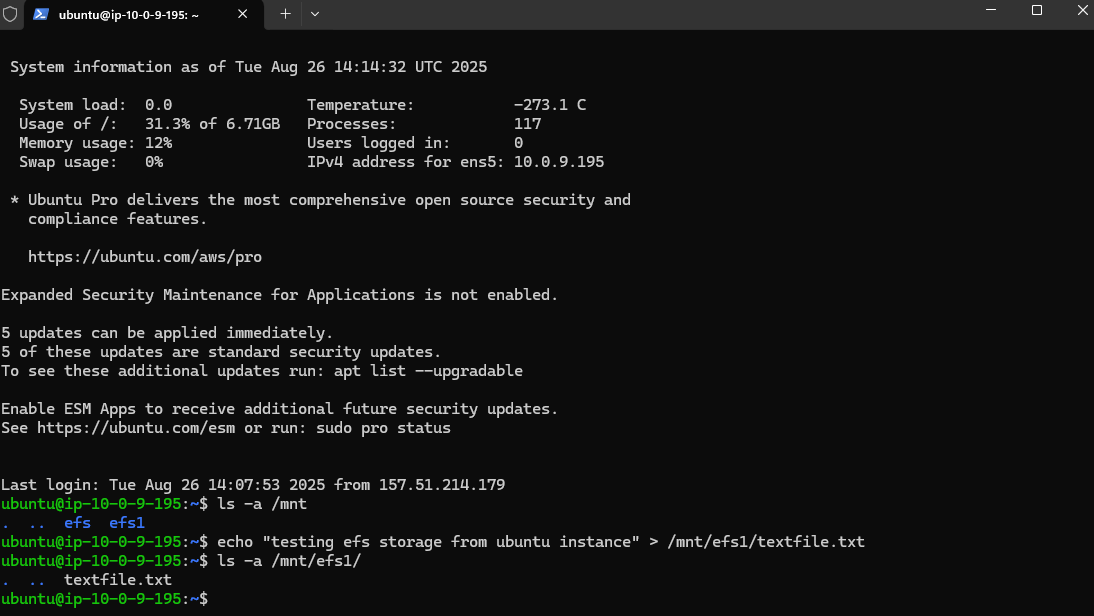 ubuntu@ip-10-0-9-195: ~
System information as of Tue Aug 26 14:14:32 UTC 2025
System load: 0.0 Temperature: -273.1 C
Usage of /: 31.3% of 6.71GB Processes: 117
Memory usage: 12% Users logged in: 0
Swap usage: 0% IPv4 address for ens5: 10.0.9.195
* Ubuntu Pro delivers the most comprehensive open source security and
compliance features.
https://ubuntu.com/aws/pro
Expanded Security Maintenance for Applications is not enabled.
5 updates can be applied immediately.
5 of these updates are standard security updates.
To see these additional updates run: apt list --upgradable
Enable ESM Apps to receive additional future security updates.
See https://ubuntu.com/esm or run: sudo pro status
Last login: Tue Aug 26 14:07:53 2025 from 157.51.214.179
ubuntu@ip-10-0-9-195:~$ ls -a /mnt
. .. efs efs1
ubuntu@ip-10-0-9-195:~$ echo "testing efs storage from ubuntu instance" > /mnt/efs1/textfile.txt
ubuntu@ip-10-0-9-195:~$ ls -a /mnt/efs1/
. .. textfile.txt
ubuntu@ip-10-0-9-195:~$